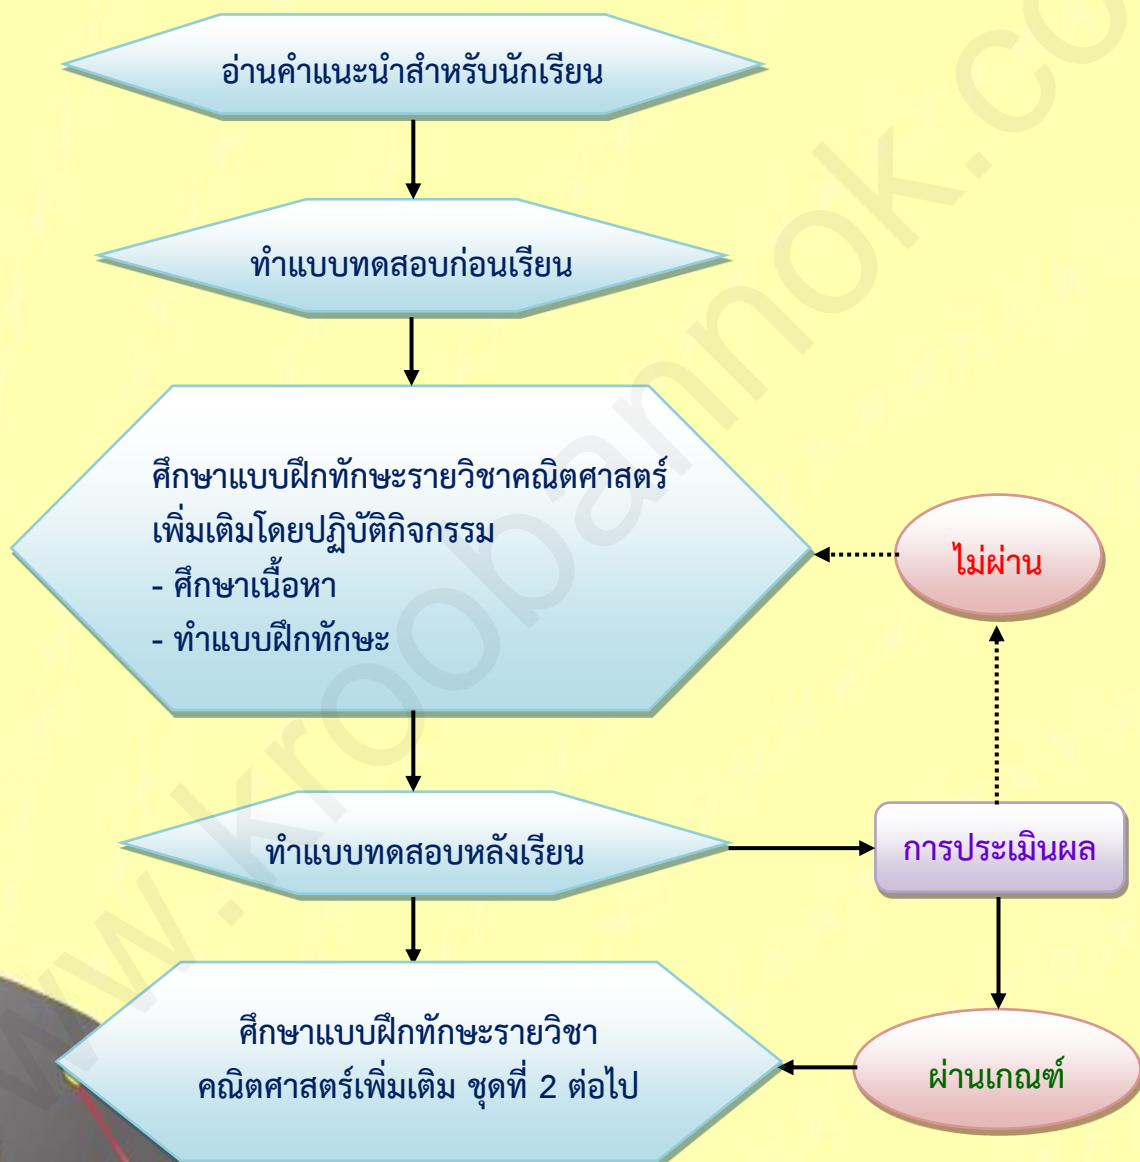 อ่านคำแนะนำสำหรับนักเรียน
ทำแบบทดสอบก่อนเรียน
ศึกษาแบบฝึกทักษะรายวิชาคณิตศาสตร์
เพิ่มเติมโดยปฏิบัติกิจกรรม
- ศึกษาเนื้อหา
- ทำแบบฝึกทักษะ
ไม่ผ่าน
ทำแบบทดสอบหลังเรียน
การประเมินผล
ศึกษาแบบฝึกทักษะรายวิชา
คณิตศาสตร์เพิ่มเติม ชุดที่ 2 ต่อไป
ผ่านเกณฑ์
www.kroobannok.co